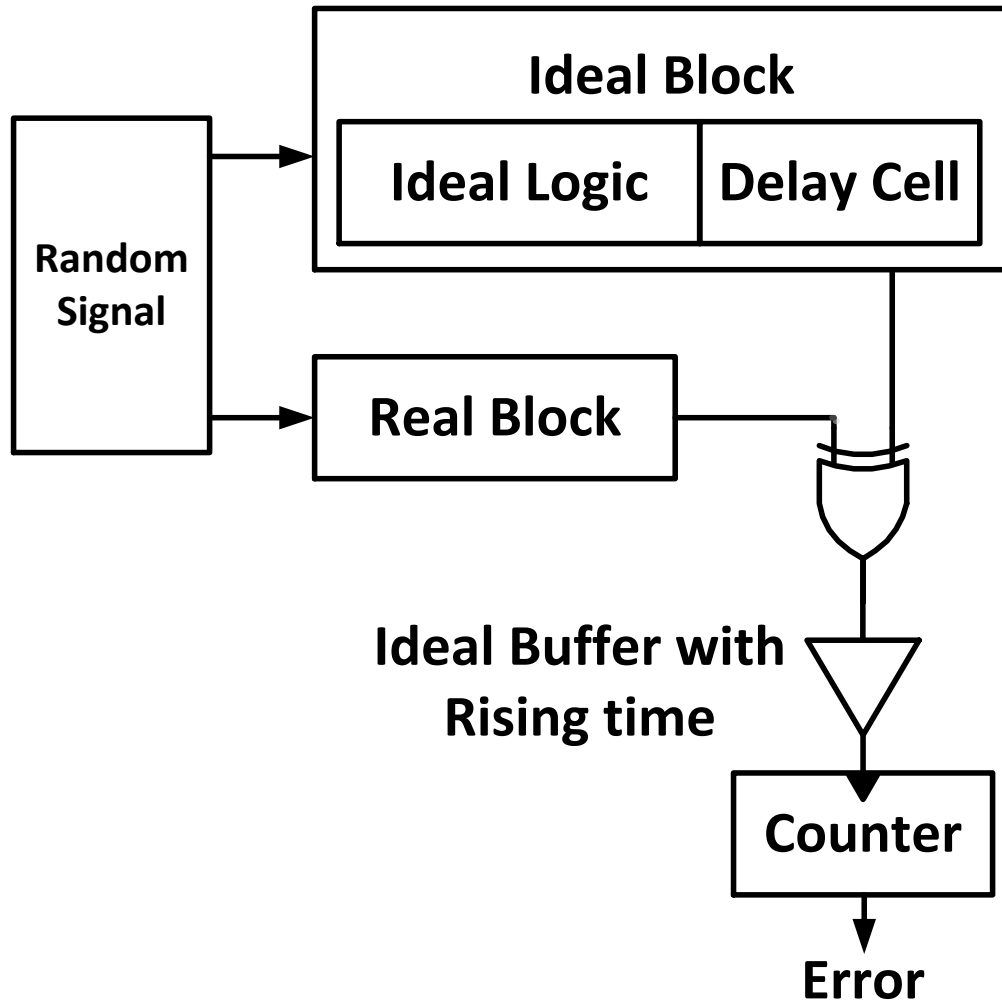 Ideal Block
Ideal Logic
Delay Cell
Random
Signal
Real Block
Ideal Buffer with
Rising time
Counter
Error